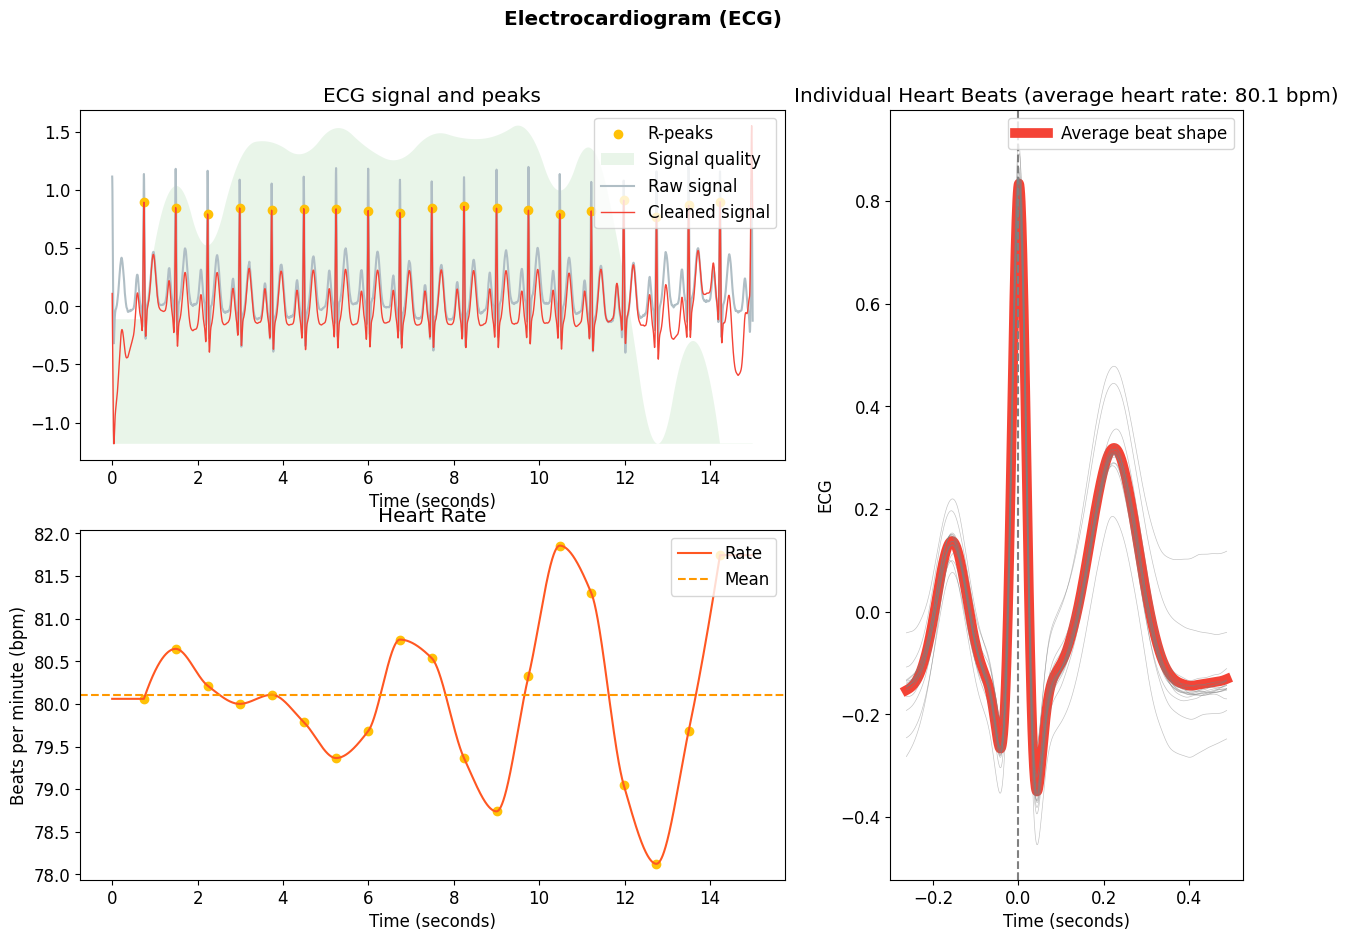 Electrocardiogram (ECG)
ECG signal and peaks
R-peaks
Signal quality
Raw signal
Cleaned signal
1.5
1.0
0.5
0.0
−0.5
−1.0
0 2 4 6 8 10 12 14
Time (seconds)
Heart Rate
Rate
Mean
Beats per minute (bpm)
82.0
81.5
81.0
80.5
80.0
79.5
79.0
78.5
78.0
0 2 4 6 8 10 12 14
Time (seconds)
Individual Heart Beats (average heart rate: 80.1 bpm)
Average beat shape
ECG
0.8
0.6
0.4
0.2
0.0
−0.2
−0.4
−0.2 0.0 0.2 0.4
Time (seconds)